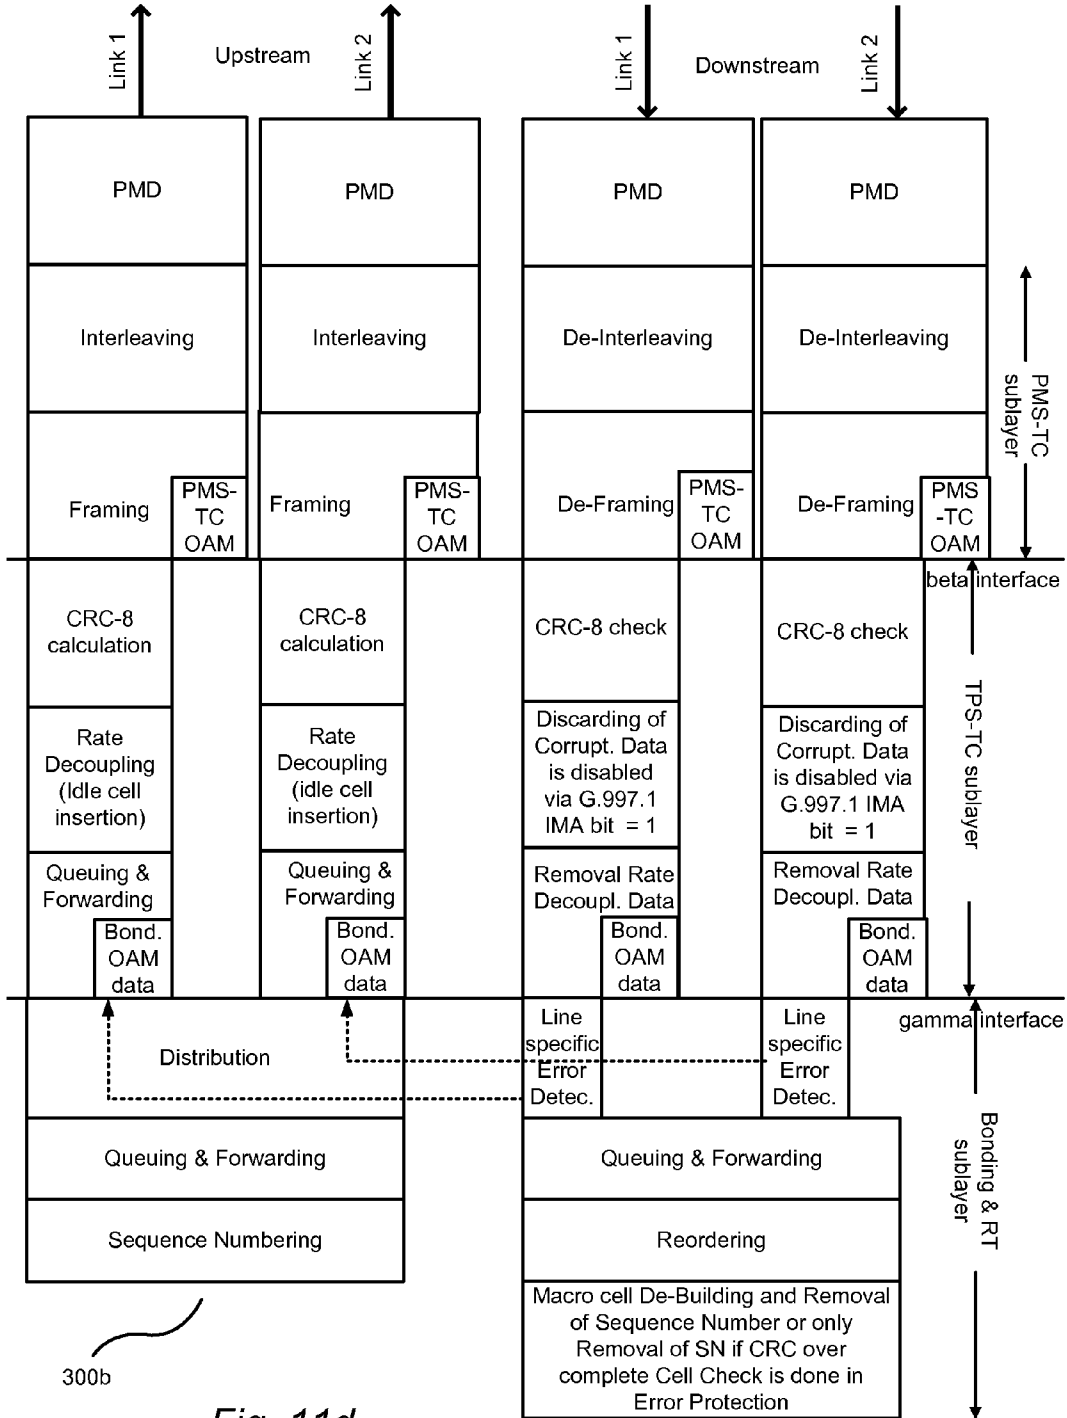 Link 1
Upstream
Link 2
Link 1
Downstream
Link 2
PMD
PMD
PMD
PMD
Interleaving
Interleaving
De-Interleaving
De-Interleaving
PMS-TC
sublayer
Framing
PMS-
TC
OAM
Framing
PMS-
TC
OAM
De-Framing
PMS-
TC
OAM
De-Framing
PMS
-TC
OAM
beta interface
CRC-8
calculation
CRC-8
calculation
CRC-8 check
CRC-8 check
Rate
Decoupling
(Idle cell
insertion)
Rate
Decoupling
(idle cell
insertion)
Discarding of
Corrupt. Data
is disabled
via G.997.1
IMA bit = 1
Discarding of
Corrupt. Data
is disabled via
G.997.1 IMA
bit = 1
TPS-TC sublayer
Queuing &
Forwarding
Bond.
OAM
data
Queuing &
Forwarding
Bond.
OAM
data
Removal Rate
Decoupl. Data
Bond.
OAM
data
Removal Rate
Decoupl. Data
Bond.
OAM
data
gamma interface
Distribution
Line
specific
Error
Detec.
Line
specific
Error
Detec.
Bonding & RT
sublayer
Queuing & Forwarding
Queuing & Forwarding
Sequence Numbering
Reordering
Macro cell De-Building and Removal
of Sequence Number or only
Removal of SN if CRC over
complete Cell Check is done in
Error Protection
300b
Fig. 11d